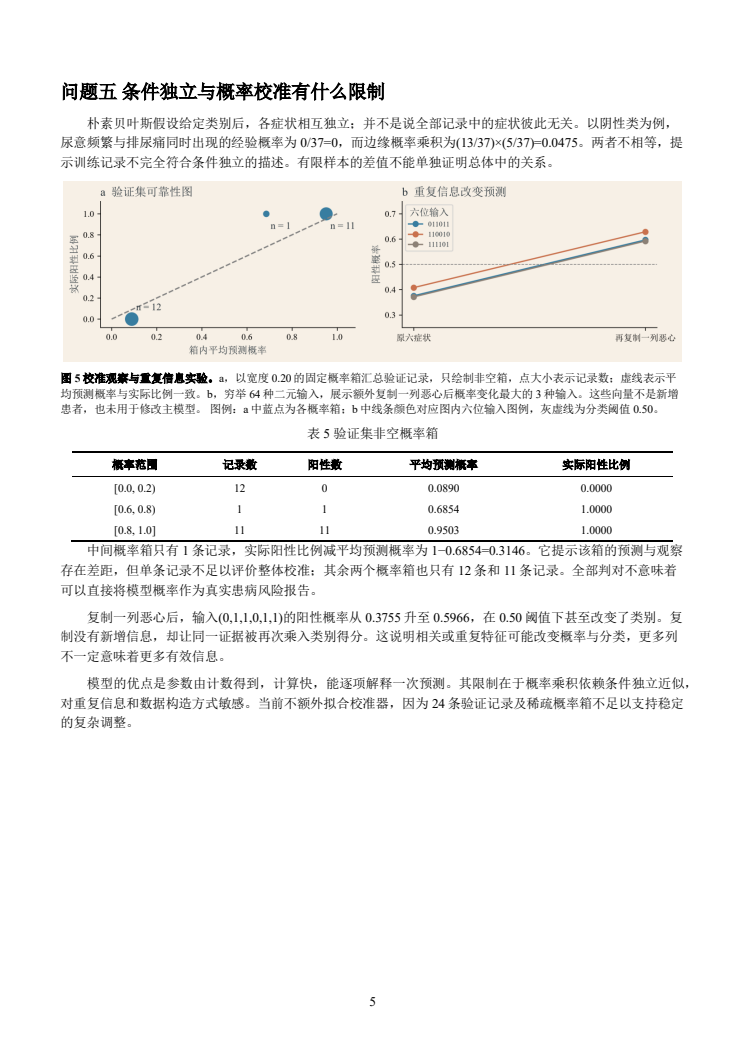 问题五 条件独立与概率校准有什么限制
朴素贝叶斯假设给定类别后，各症状相互独立；并不是说全部记录中的症状彼此无关。以阴性类为例，
尿意频繁与排尿痛同时出现的经验概率为 0/37=0，而边缘概率乘积为(13/37)×(5/37)=0.0475。两者不相等，提
示训练记录不完全符合条件独立的描述。有限样本的差值不能单独证明总体中的关系。
a 验证集可靠性图
实际阳性比例
1.0
0.8
0.6
0.4
0.2
0.0
n = 1
n = 11
n = 12
0.0 0.2 0.4 0.6 0.8 1.0
箱内平均预测概率
b 重复信息改变预测
阳性概率
0.7
0.6
0.5
0.4
0.3
六位输入
011011
110010
111101
原六症状 再复制一列恶心
图 5 校准观察与重复信息实验。a，以宽度 0.20 的固定概率箱汇总验证记录，只绘制非空箱，点大小表示记录数；虚线表示平
均预测概率与实际比例一致。b，穷举 64 种二元输入，展示额外复制一列恶心后概率变化最大的 3 种输入。这些向量不是新增
患者，也未用于修改主模型。 图例：a 中蓝点为各概率箱；b 中线条颜色对应图内六位输入图例，灰虚线为分类阈值 0.50。
表 5 验证集非空概率箱
概率范围 记录数 阳性数 平均预测概率 实际阳性比例
[0.0, 0.2) 12 0 0.0890 0.0000
[0.6, 0.8) 1 1 0.6854 1.0000
[0.8, 1.0] 11 11 0.9503 1.0000
中间概率箱只有 1 条记录，实际阳性比例减平均预测概率为 1−0.6854=0.3146。它提示该箱的预测与观察
存在差距，但单条记录不足以评价整体校准；其余两个概率箱也只有 12 条和 11 条记录。全部判对不意味着
可以直接将模型概率作为真实患病风险报告。
复制一列恶心后，输入(0,1,1,0,1,1)的阳性概率从 0.3755 升至 0.5966，在 0.50 阈值下甚至改变了类别。复
制没有新增信息，却让同一证据被再次乘入类别得分。这说明相关或重复特征可能改变概率与分类，更多列
不一定意味着更多有效信息。
模型的优点是参数由计数得到，计算快，能逐项解释一次预测。其限制在于概率乘积依赖条件独立近似，
对重复信息和数据构造方式敏感。当前不额外拟合校准器，因为 24 条验证记录及稀疏概率箱不足以支持稳定
的复杂调整。
5